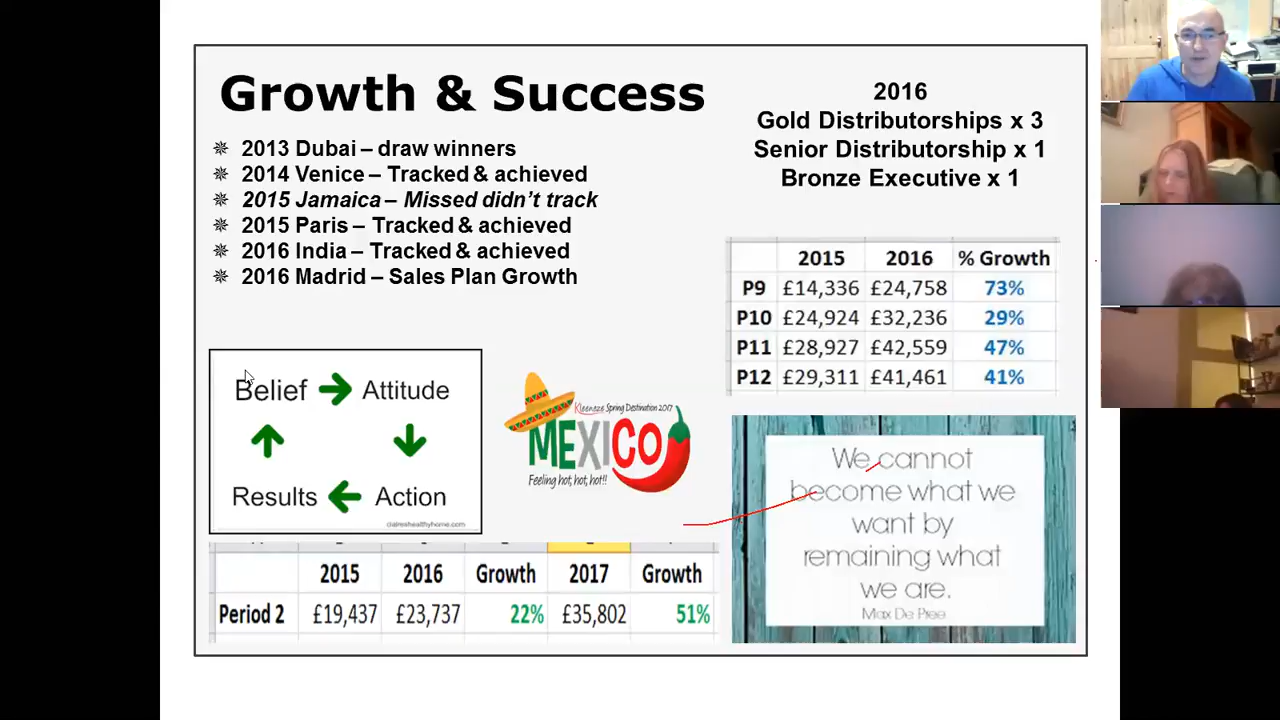 Growth & Success
2013 Dubai – draw winners
2014 Venice – Tracked & achieved
2015 Jamaica – Missed didn't track
2015 Paris – Tracked & achieved
2016 India – Tracked & achieved
2016 Madrid – Sales Plan Growth
2016
Gold Distributorships x 3
Senior Distributorship x 1
Bronze Executive x 1
2015 2016 % Growth
P9 £14,336 £24,758 73%
P10 £24,924 £32,236 29%
P11 £28,927 £42,559 47%
P12 £29,311 £41,461 41%
Belief Attitude
Results Action
claireshealthyhome.com
Kleeneze Spring Destination 2017
MEXICO
Feeling hot, hot, hot!!
2015 2016 Growth 2017 Growth
Period 2 £19,437 £23,737 22% £35,802 51%
We cannot
become what we
want by
remaining what
we are.
Max De Pree